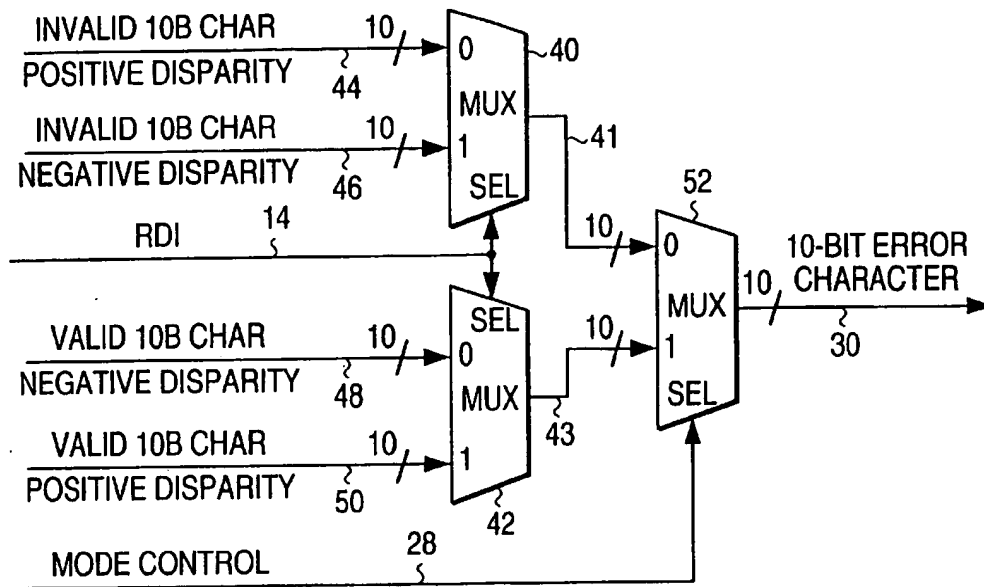 INVALID 10B CHAR
POSITIVE DISPARITY
10
44
0
40
MUX
INVALID 10B CHAR
NEGATIVE DISPARITY
10
46
1
SEL
41
RDI
14
52
10
0
10-BIT ERROR
CHARACTER
10
30
MUX
10
1
SEL
VALID 10B CHAR
NEGATIVE DISPARITY
10
48
SEL
0
MUX
43
VALID 10B CHAR
POSITIVE DISPARITY
10
50
1
42
MODE CONTROL
28